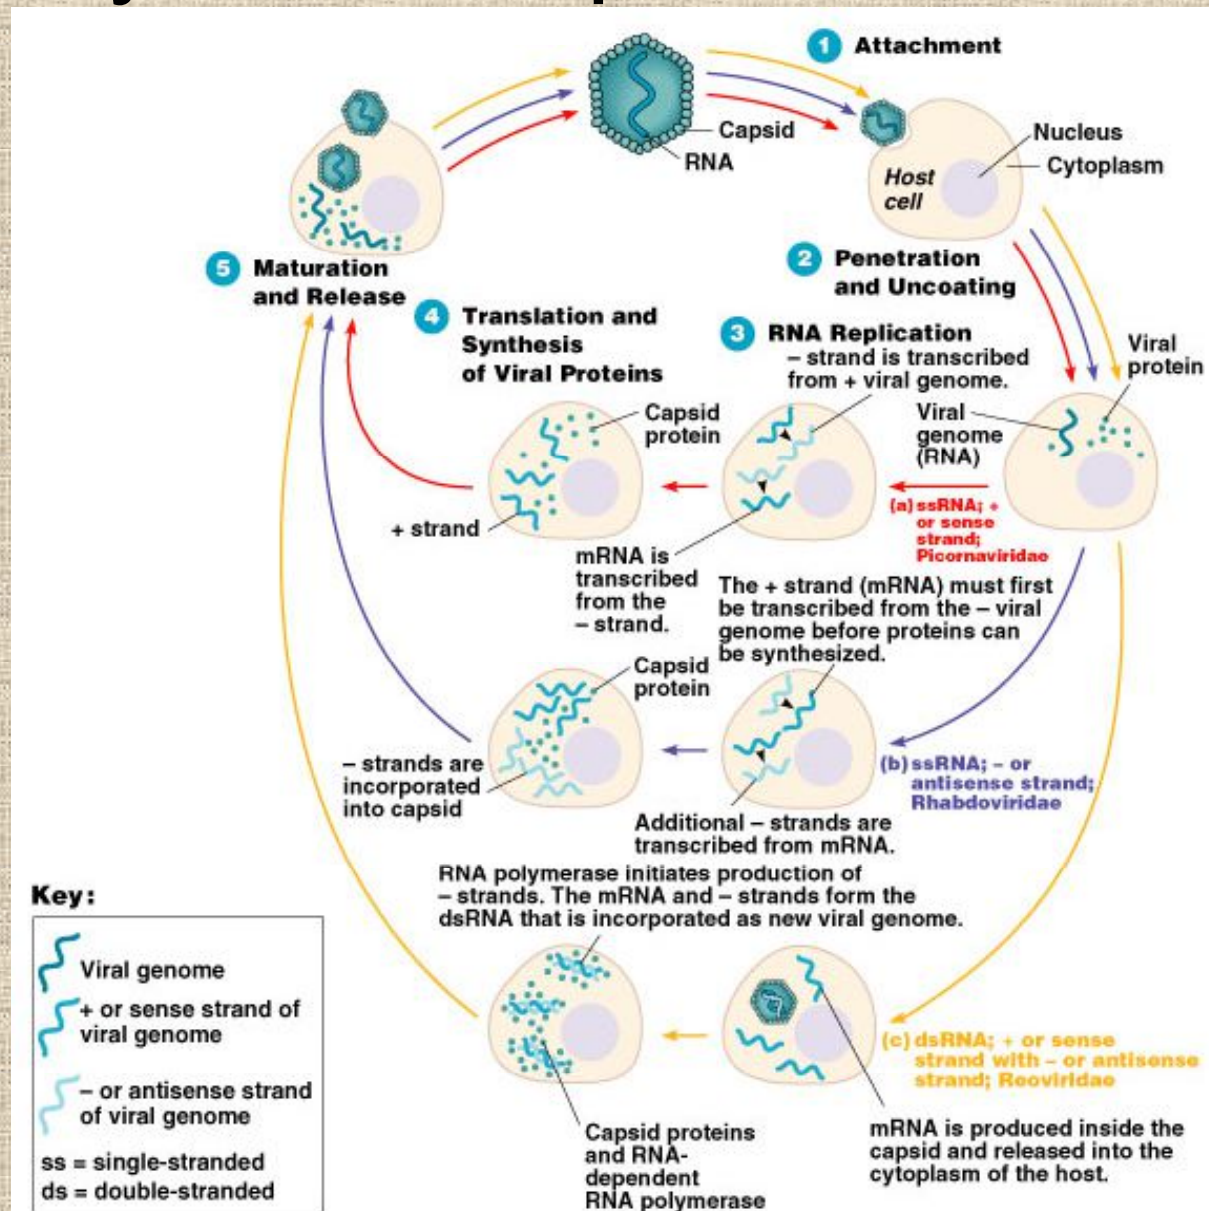 1 Attachment
Capsid
RNA
Nucleus
Cytoplasm
Host
cell
2 Penetration
and Uncoating
5 Maturation
and Release
4 Translation and
Synthesis
of Viral Proteins
3 RNA Replication
– strand is transcribed
from + viral genome.
Viral
protein
Capsid
protein
Viral
genome
(RNA)
+ strand
(a) ssRNA; +
or sense
strand;
Picornaviridae
mRNA is
transcribed
from the
– strand.
The + strand (mRNA) must first
be transcribed from the – viral
genome before proteins can
be synthesized.
Capsid
protein
– strands are
incorporated
into capsid
(b) ssRNA; – or
antisense strand;
Rhabdoviridae
Additional – strands are
transcribed from mRNA.
RNA polymerase initiates production of
– strands. The mRNA and – strands form the
dsRNA that is incorporated as new viral genome.
Key:
Viral genome
+ or sense strand of
viral genome
– or antisense strand
of viral genome
ss = single-stranded
ds = double-stranded
(c) dsRNA; + or sense
strand with – or antisense
strand; Reoviridae
Capsid proteins
and RNA-
dependent
RNA polymerase
mRNA is produced inside the
capsid and released into the
cytoplasm of the host.